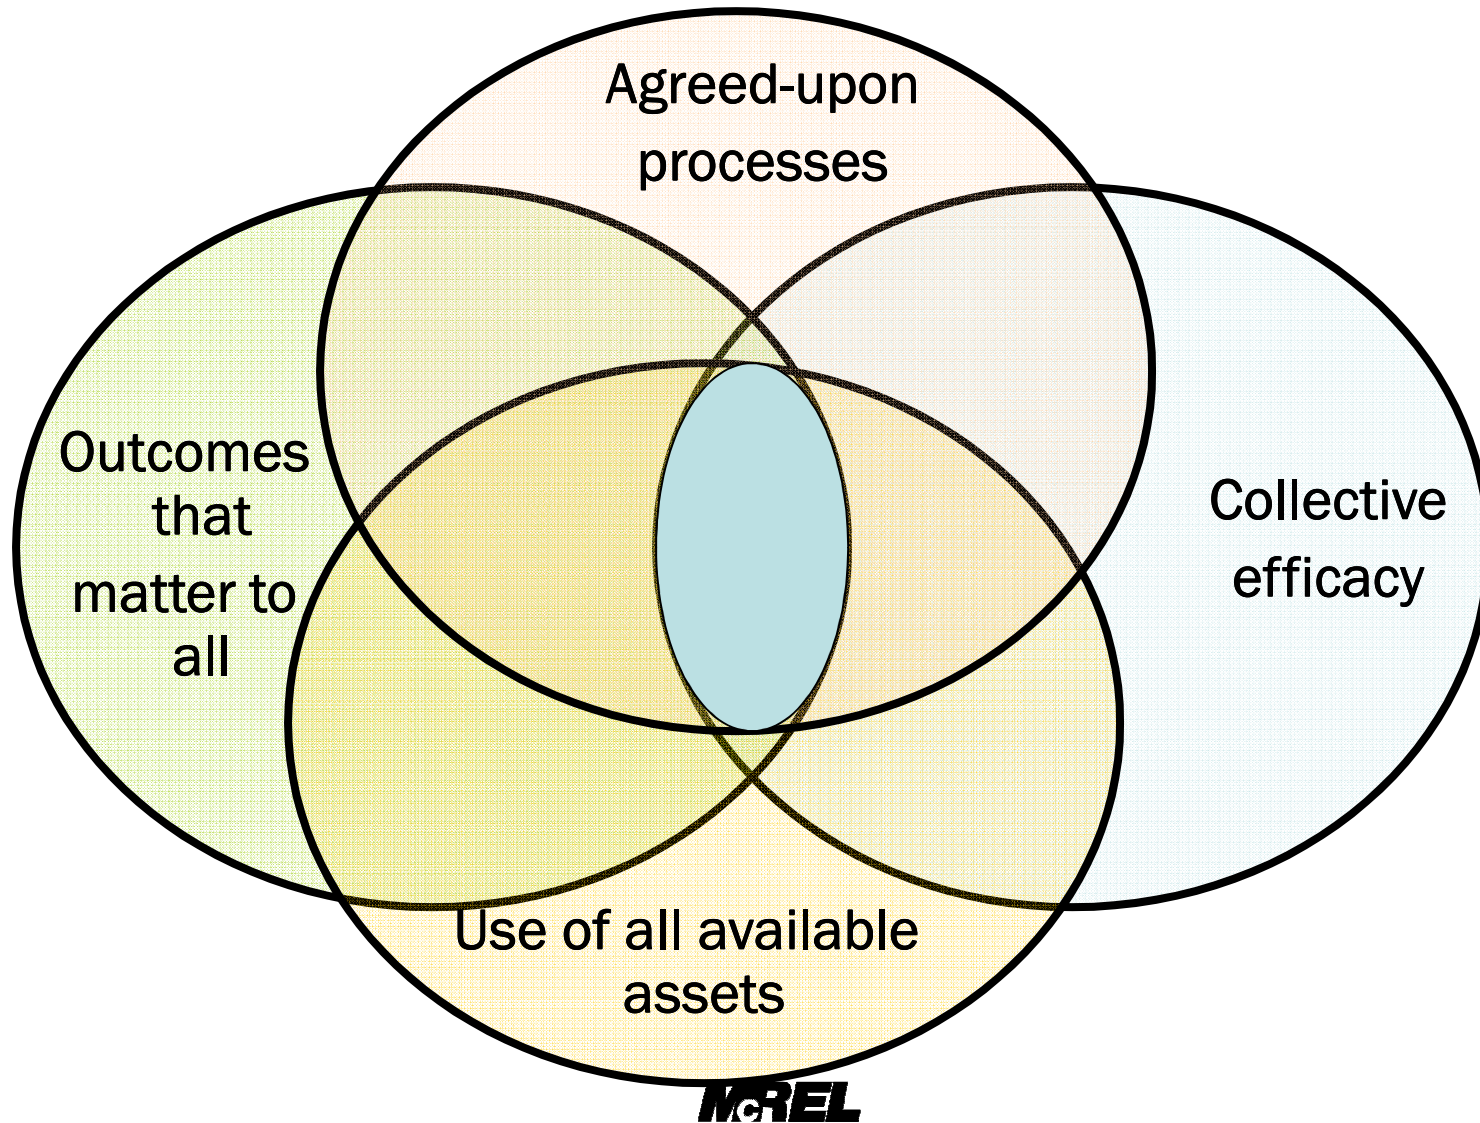 Agreed-upon
processes
Outcomes
that
matter to
all
Collective
efficacy
Use of all available
assets
McREL